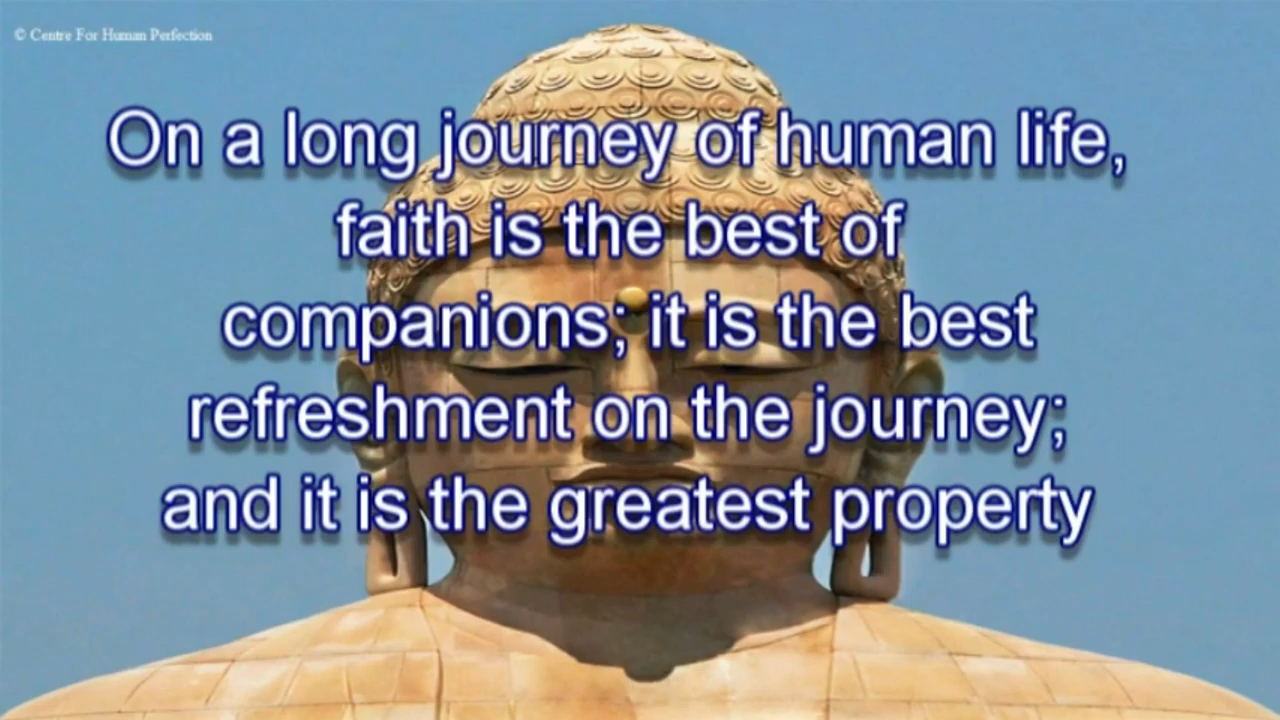 © Centre For Human Perfection
On a long journey of human life,
faith is the best of
companions; it is the best
refreshment on the journey;
and it is the greatest property